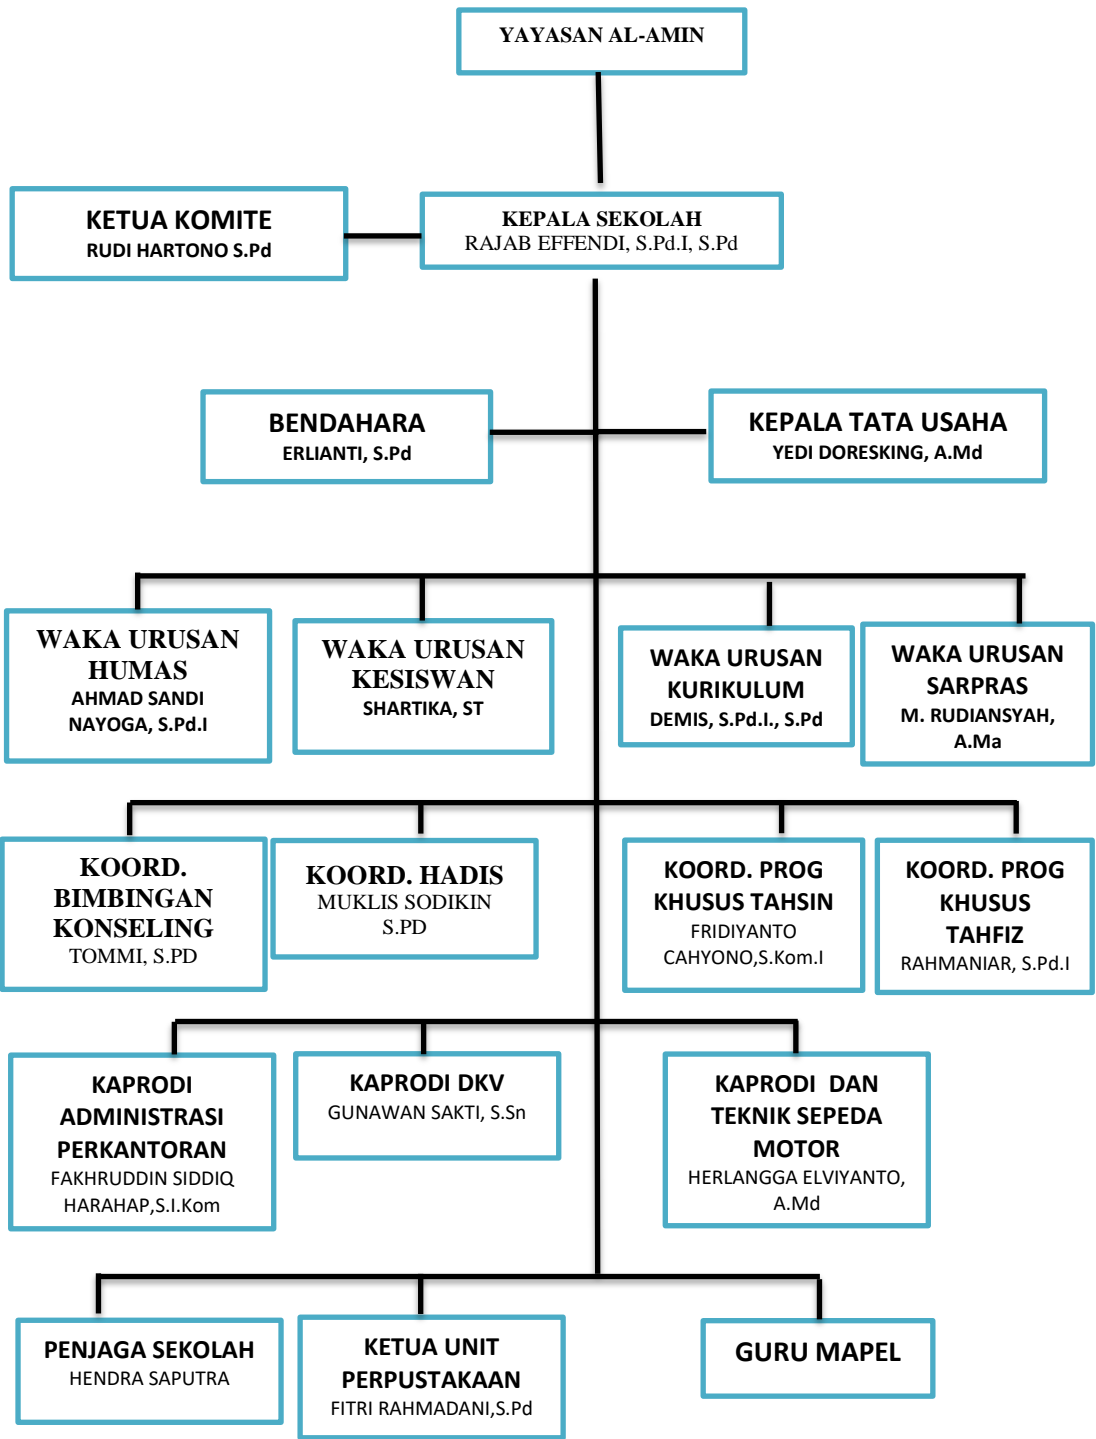 YAYASAN AL-AMIN
KETUA KOMITE
RUDI HARTONO S.Pd
KEPALA SEKOLAH
RAJAB EFFENDI, S.Pd.I, S.Pd
BENDAHARA
ERLIANTI, S.Pd
KEPALA TATA USAHA
YEDI DORESKING, A.Md
WAKA URUSAN
HUMAS
AHMAD SANDI
NAYOGA, S.Pd.I
WAKA URUSAN
KESISWAN
SHARTIKA, ST
WAKA URUSAN
KURIKULUM
DEMIS, S.Pd.I., S.Pd
WAKA URUSAN
SARPRAS
M. RUDIANSYAH,
A.Ma
KOORD.
BIMBINGAN
KONSELING
TOMMI, S.PD
KOORD. HADIS
MUKLIS SODIKIN
S.PD
KOORD. PROG
KHUSUS TAHSIN
FRIDIYANTO
CAHYONO,S.Kom.I
KOORD. PROG
KHUSUS
TAHFIZ
RAHMANIAR, S.Pd.I
KAPRODI
ADMINISTRASI
PERKANTORAN
FAKHRUDDIN SIDDIQ
HARAHAP,S.I.Kom
KAPRODI DKV
GUNAWAN SAKTI, S.Sn
KAPRODI  DAN
TEKNIK SEPEDA
MOTOR
HERLANGGA ELVIYANTO,
A.Md
PENJAGA SEKOLAH
HENDRA SAPUTRA
KETUA UNIT
PERPUSTAKAAN
FITRI RAHMADANI,S.Pd
GURU MAPEL